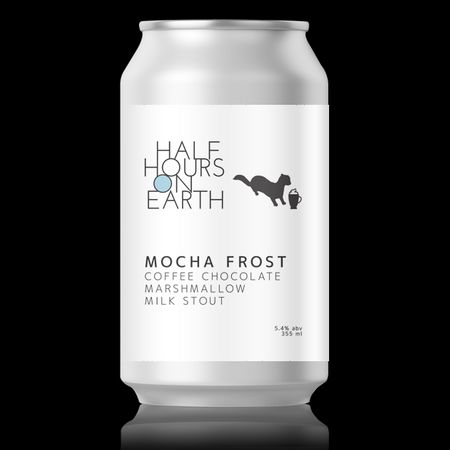 HALF
HOURS
ON
EARTH
MOCHA FROST
COFFEE CHOCOLATE
MARSHMALLOW
MILK STOUT
5.4% abv
355 ml